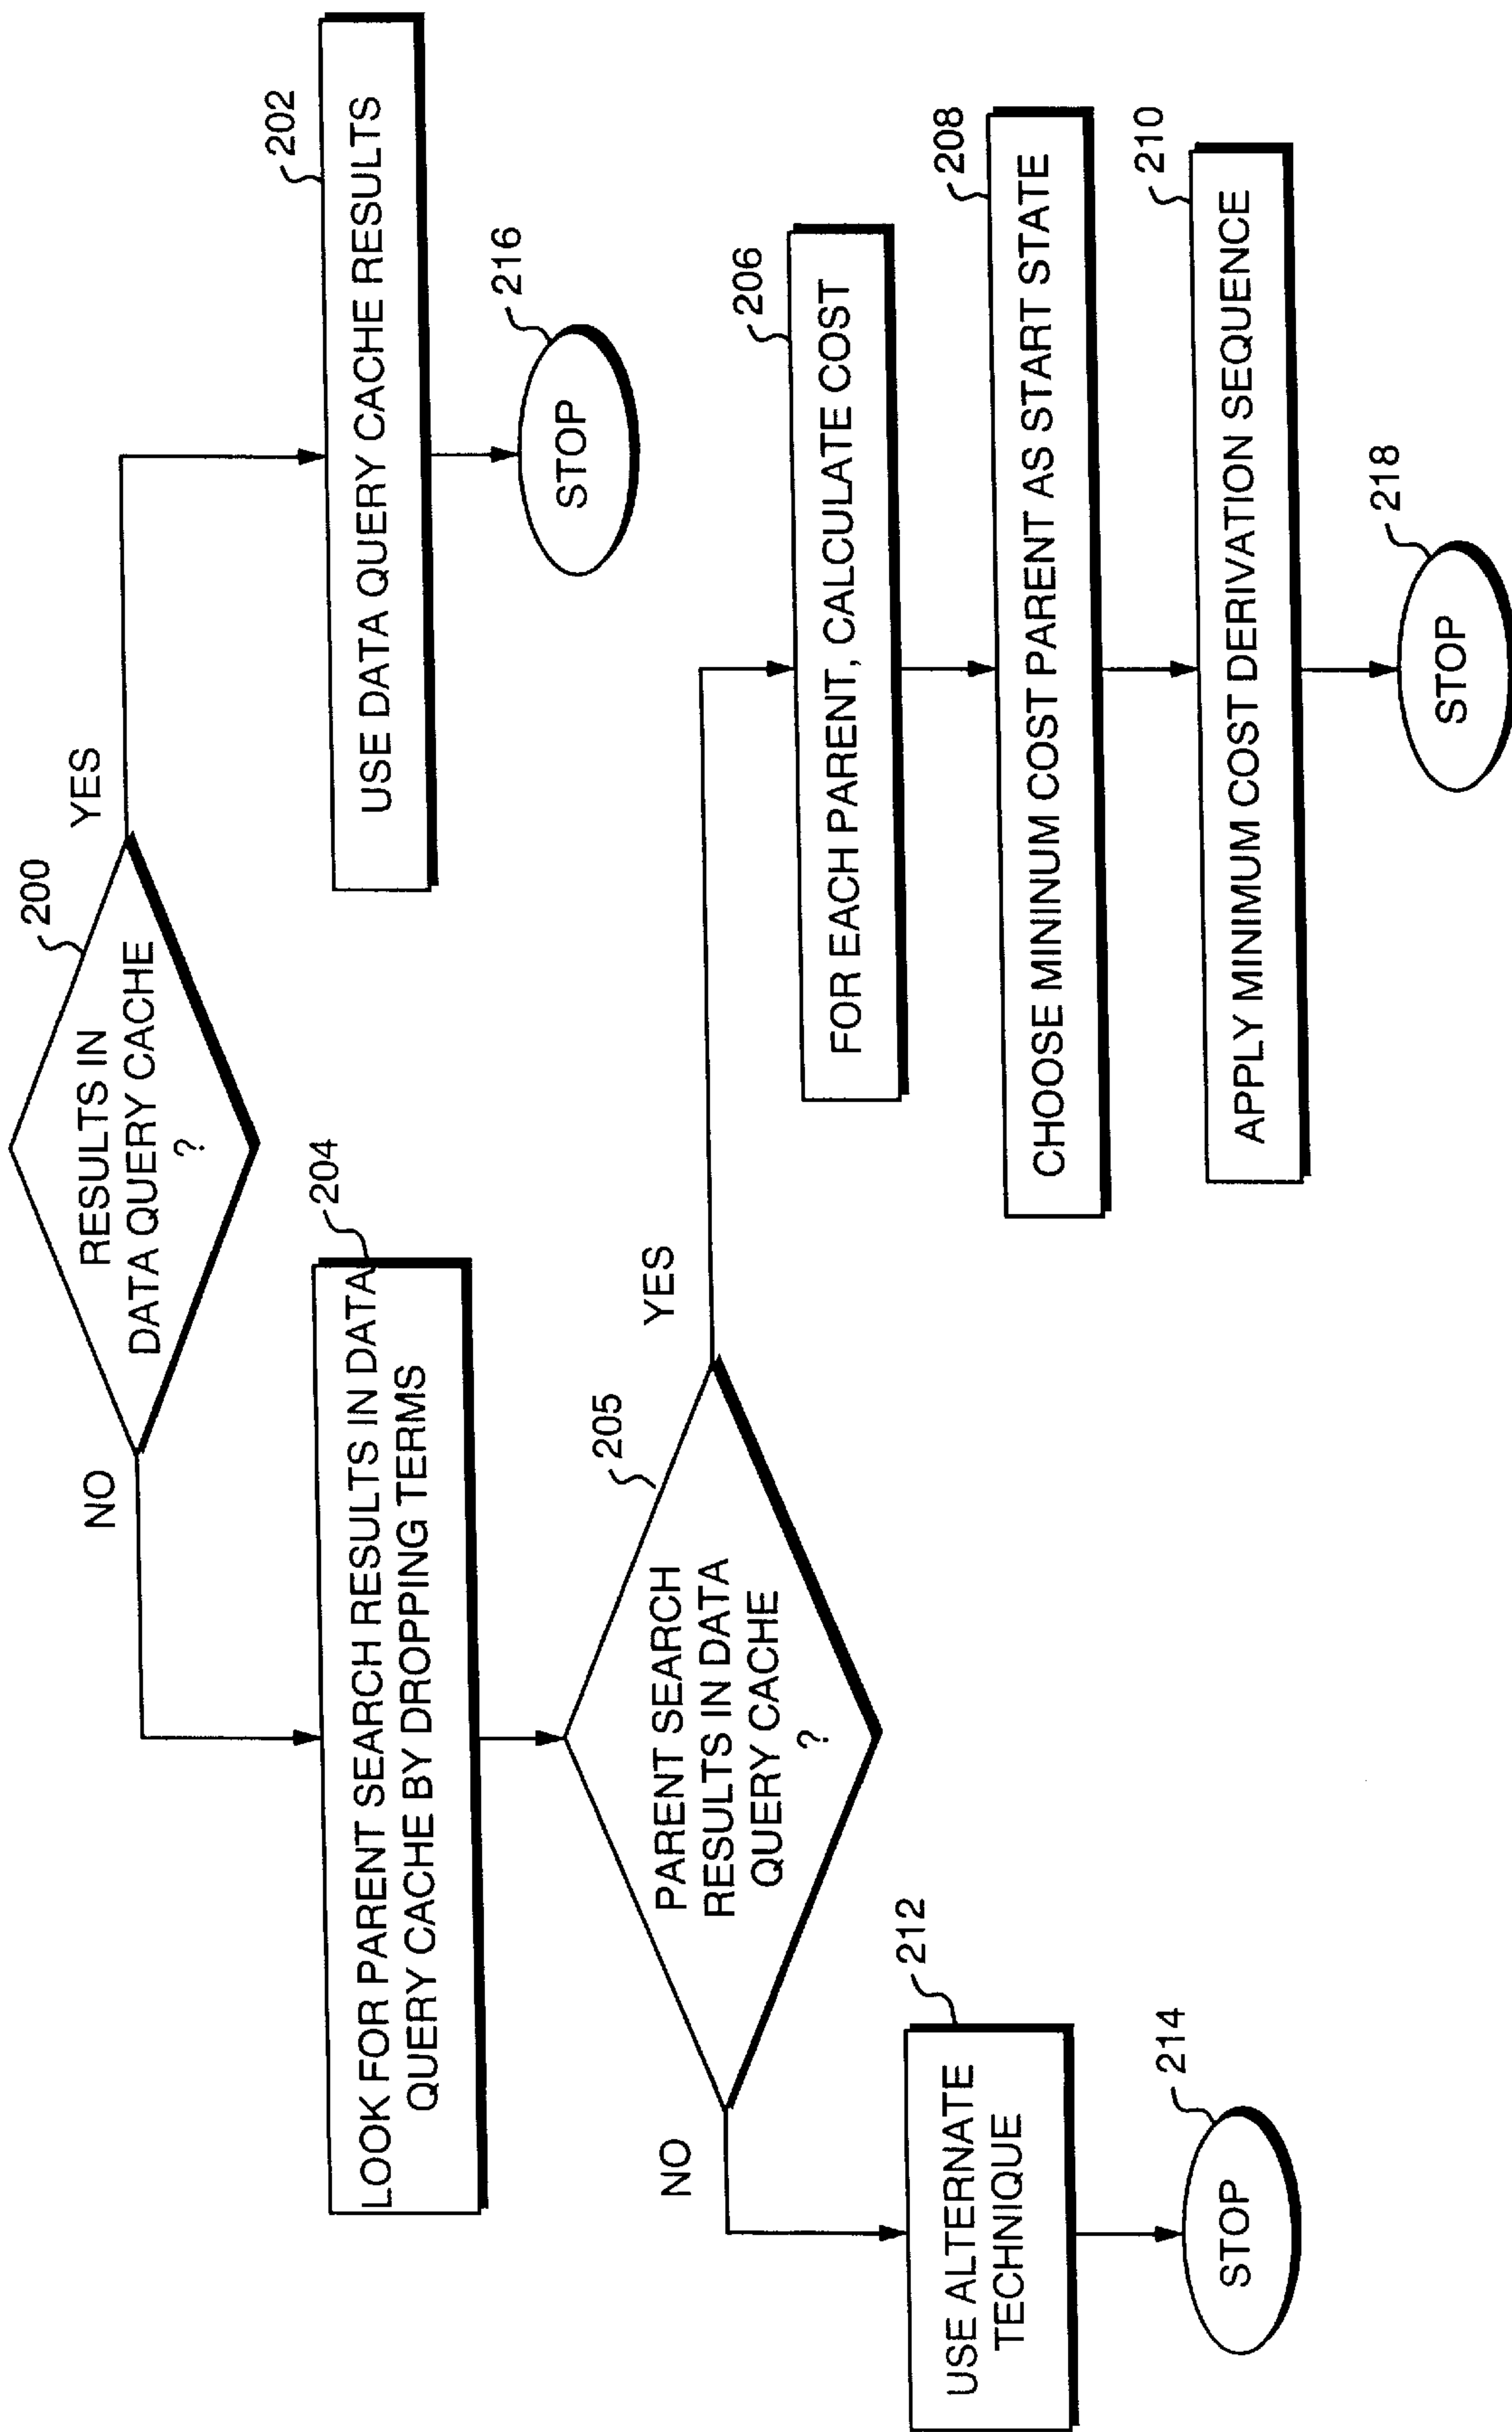 200
RESULTS IN
DATA QUERY CACHE
?
YES
NO
202
USE DATA QUERY CACHE RESULTS
216
STOP
204
LOOK FOR PARENT SEARCH RESULTS IN DATA
QUERY CACHE BY DROPPING TERMS
205
PARENT SEARCH
RESULTS IN DATA
QUERY CACHE
?
YES
NO
206
FOR EACH PARENT, CALCULATE COST
208
CHOOSE MININUM COST PARENT AS START STATE
210
APPLY MINIMUM COST DERIVATION SEQUENCE
218
STOP
212
USE ALTERNATE
TECHNIQUE
214
STOP